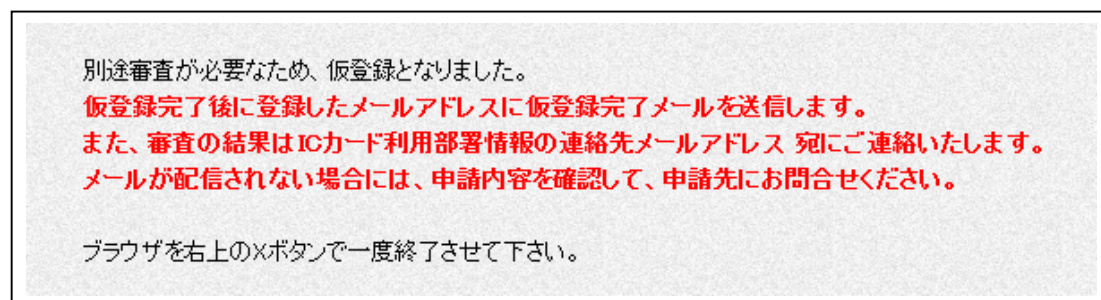 別途審査が必要なため、仮登録となりました。
仮登録完了後に登録したメールアドレスに仮登録完了メールを送信します。
また、審査の結果はICカード利用部署情報の連絡先メールアドレス 宛にご連絡いたします。
メールが配信されない場合には、申請内容を確認して、申請先にお問合せください。
ブラウザを右上の×ボタンで一度終了させて下さい。